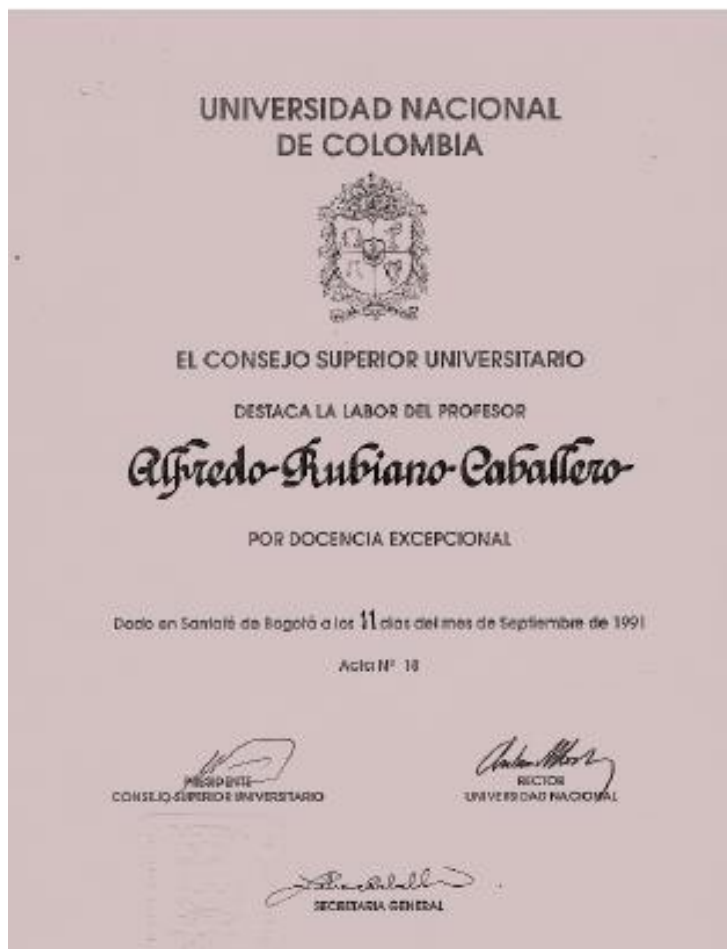 UNIVERSIDAD NACIONAL
DE COLOMBIA
EL CONSEJO SUPERIOR UNIVERSITARIO
DESTACA LA LABOR DEL PROFESOR
Alfredo Rubiano Caballero
POR DOCENCIA EXCEPCIONAL
Dado en Santafé de Bogotá a los 11 días del mes de Septiembre de 1991
Acta Nº 18
PRESIDENTE
CONSEJO SUPERIOR UNIVERSITARIO
RECTOR
UNIVERSIDAD NACIONAL
SECRETARIA GENERAL